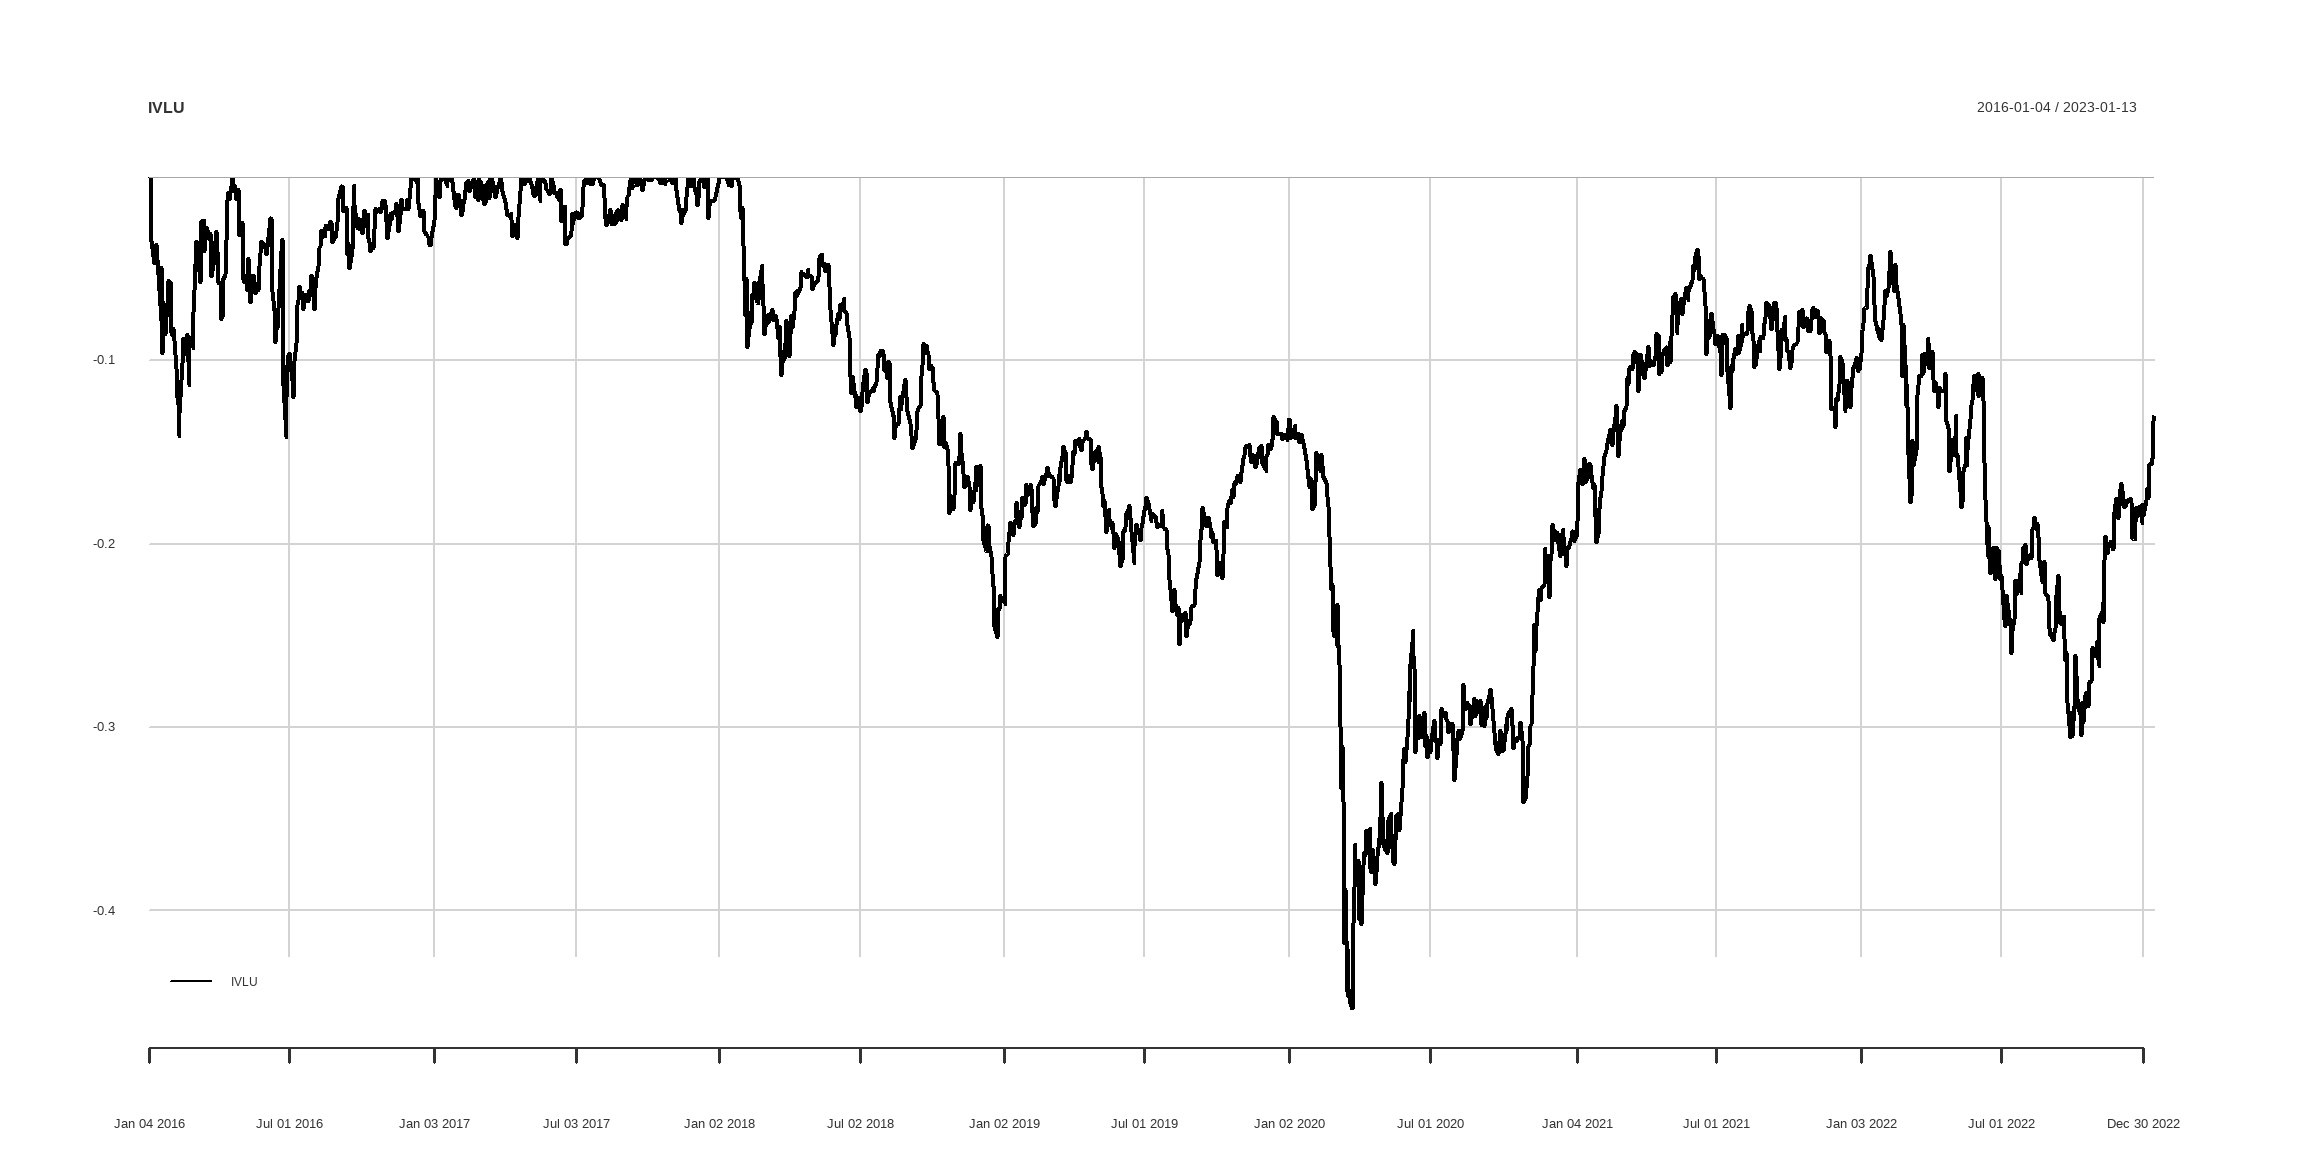 IVLU
2016-01-04 / 2023-01-13
-0.1
-0.2
-0.3
-0.4
IVLU
Jan 04 2016
Jul 01 2016
Jan 03 2017
Jul 03 2017
Jan 02 2018
Jul 02 2018
Jan 02 2019
Jul 01 2019
Jan 02 2020
Jul 01 2020
Jan 04 2021
Jul 01 2021
Jan 03 2022
Jul 01 2022
Dec 30 2022